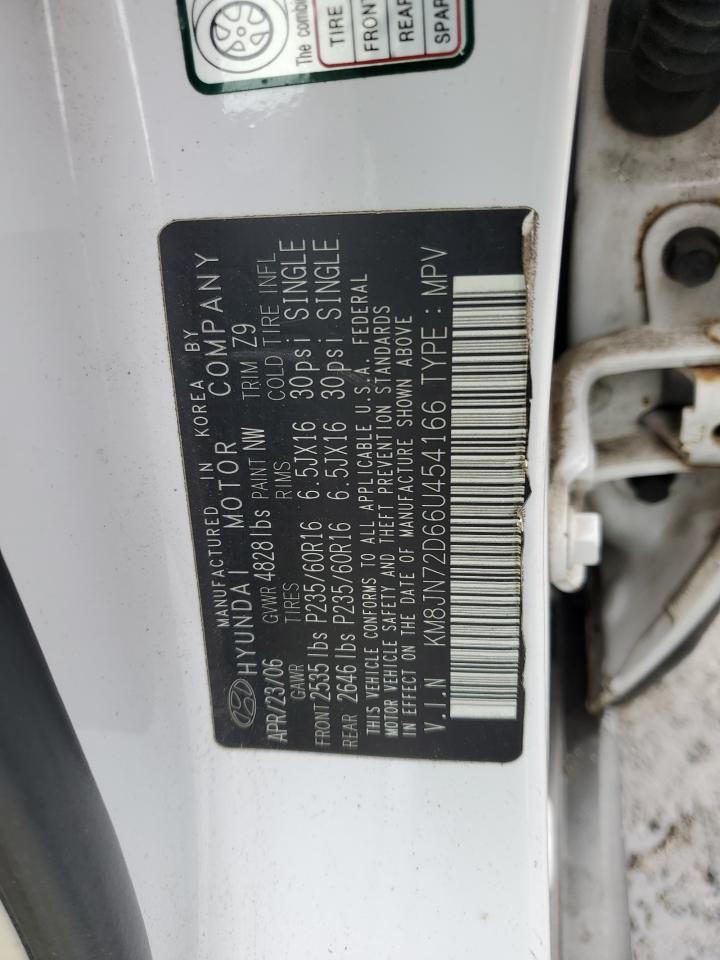 The combin
TIRE
FRONT
REAR
SPAR
MANUFACTURED IN KOREA BY
HYUNDAI MOTOR COMPANY
APR/23/06 GVWR 4828lbs PAINT NW TRIM Z9
GAWR TIRES RIMS COLD TIRE INFL
FRONT 2535 lbs P235/60R16 6.5JX16 30psi SINGLE
REAR 2646 lbs P235/60R16 6.5JX16 30psi SINGLE
THIS VEHICLE CONFORMS TO ALL APPLICABLE U.S.A. FEDERAL
MOTOR VEHICLE SAFETY AND THEFT PREVENTION STANDARDS
IN EFFECT ON THE DATE OF MANUFACTURE SHOWN ABOVE
V.I.N KM8JN72D66U454166 TYPE : MPV